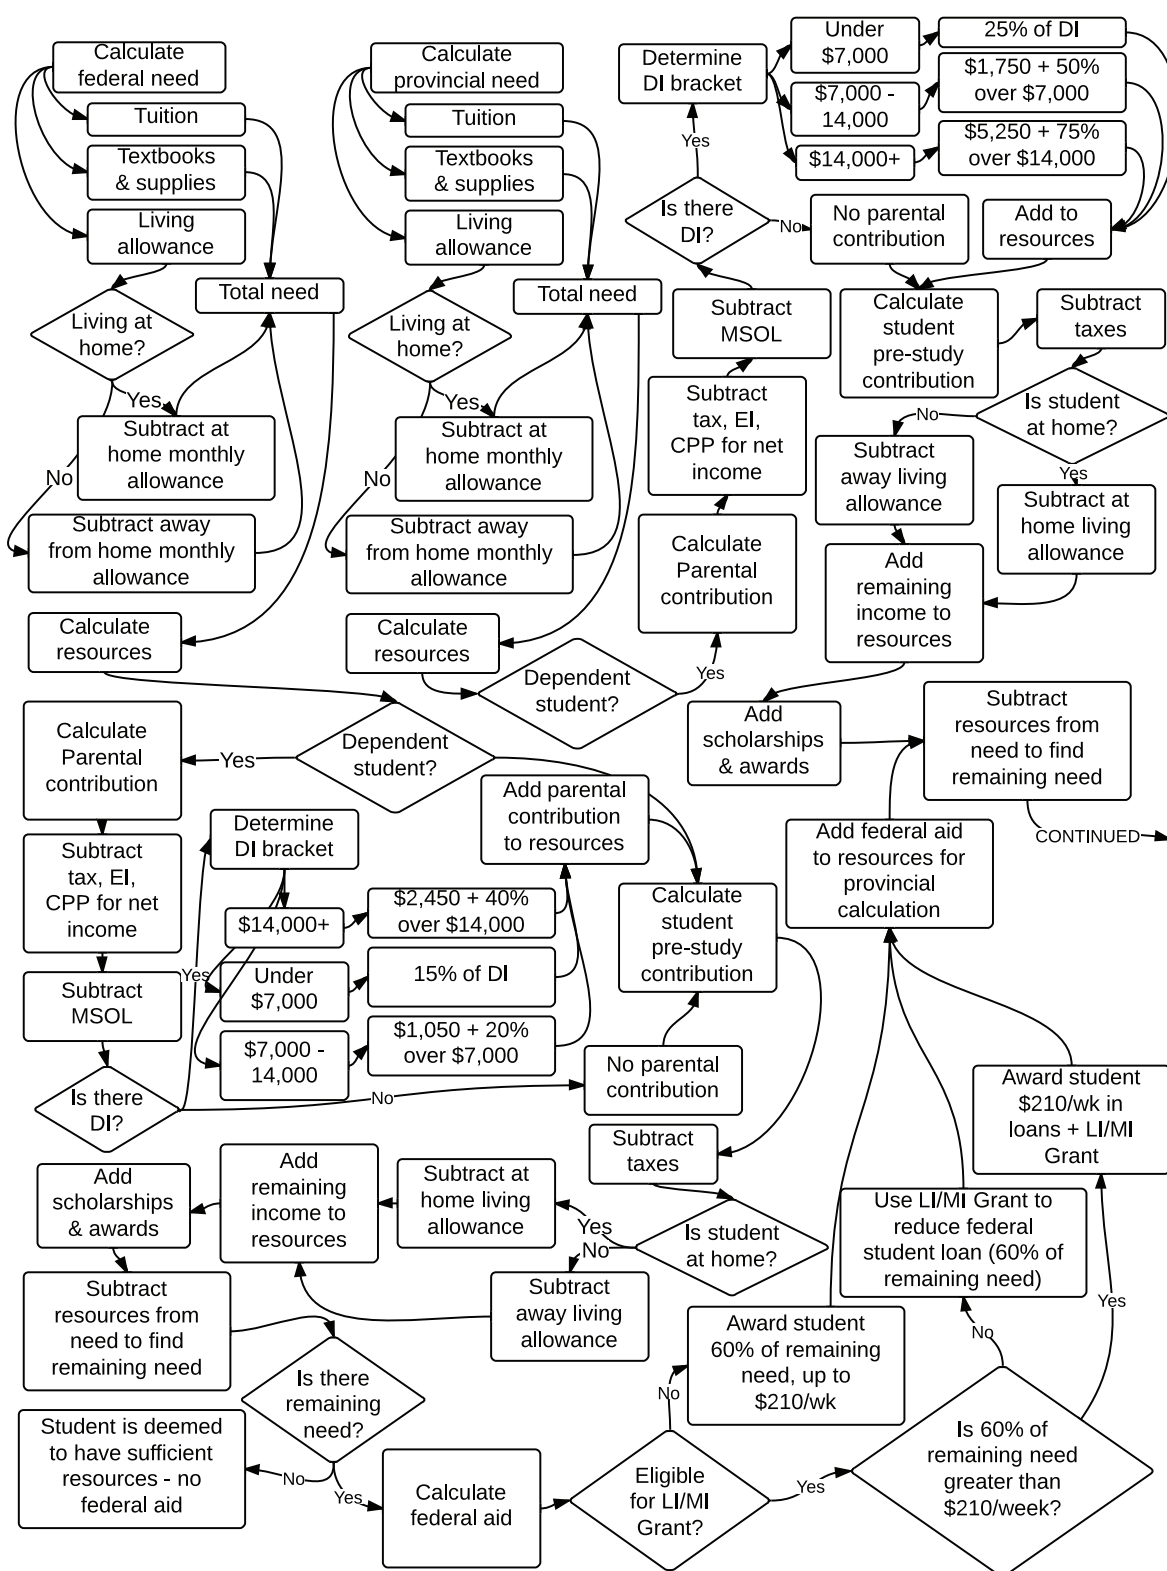 Calculate
federal need
Tuition
Textbooks
& supplies
Living
allowance
Total need
Living at
home?
Yes
Subtract at
home monthly
allowance
No
Subtract away
from home monthly
allowance
Calculate
resources
Calculate
provincial need
Tuition
Textbooks
& supplies
Living
allowance
Total need
Living at
home?
Yes
Subtract at
home monthly
allowance
No
Subtract away
from home monthly
allowance
Calculate
resources
Dependent
student?
Yes
Calculate
Parental
contribution
Subtract
tax, EI,
CPP for net
income
Subtract
MSOL
Is there
DI?
Yes
No
Determine
DI bracket
Under
$7,000
25% of DI
$7,000 -
14,000
$1,750 + 50%
over $7,000
$14,000+
$5,250 + 75%
over $14,000
No parental
contribution
Add to
resources
Calculate
student
pre-study
contribution
Subtract
taxes
Is student
at home?
No
Yes
Subtract
away living
allowance
Subtract at
home living
allowance
Add
remaining
income to
resources
Add
scholarships
& awards
Subtract
resources from
need to find
remaining need
CONTINUED
Dependent
student?
Yes
Calculate
Parental
contribution
Subtract
tax, EI,
CPP for net
income
Subtract
MSOL
Is there
DI?
Yes
No
Determine
DI bracket
$14,000+
$2,450 + 40%
over $14,000
Under
$7,000
15% of DI
$7,000 -
14,000
$1,050 + 20%
over $7,000
Add parental
contribution
to resources
No parental
contribution
Calculate
student
pre-study
contribution
Subtract
taxes
Is student
at home?
Yes
No
Subtract at
home living
allowance
Subtract
away living
allowance
Add
remaining
income to
resources
Add
scholarships
& awards
Subtract
resources from
need to find
remaining need
Is there
remaining
need?
No
Yes
Student is deemed
to have sufficient
resources - no
federal aid
Calculate
federal aid
Eligible
for LI/MI
Grant?
No
Yes
Award student
60% of remaining
need, up to
$210/wk
Is 60% of
remaining need
greater than
$210/week?
No
Yes
Use LI/MI Grant to
reduce federal
student loan (60% of
remaining need)
Award student
$210/wk in
loans + LI/MI
Grant
Add federal aid
to resources for
provincial
calculation